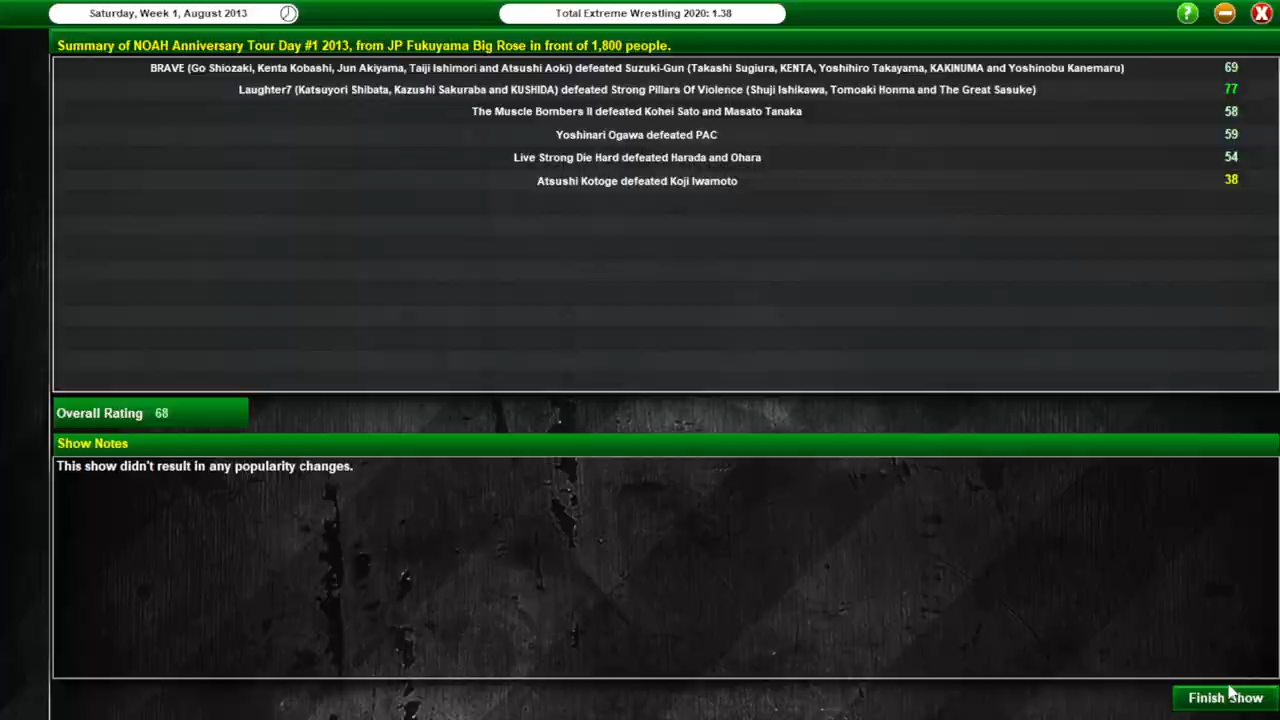 Saturday, Week 1, August 2013
Total Extreme Wrestling 2020: 1.38
?
Summary of NOAH Anniversary Tour Day #1 2013, from JP Fukuyama Big Rose in front of 1,800 people.
BRAVE (Go Shiozaki, Kenta Kobashi, Jun Akiyama, Taiji Ishimori and Atsushi Aoki) defeated Suzuki-Gun (Takashi Sugiura, KENTA, Yoshihiro Takayama, KAKINUMA and Yoshinobu Kanemaru) 69
Laughter7 (Katsuyori Shibata, Kazushi Sakuraba and KUSHIDA) defeated Strong Pillars Of Violence (Shuji Ishikawa, Tomoaki Honma and The Great Sasuke) 77
The Muscle Bombers II defeated Kohei Sato and Masato Tanaka 58
Yoshinari Ogawa defeated PAC 59
Live Strong Die Hard defeated Harada and Ohara 54
Atsushi Kotoge defeated Koji Iwamoto 38
Overall Rating 68
Show Notes
This show didn't result in any popularity changes.
Finish Show